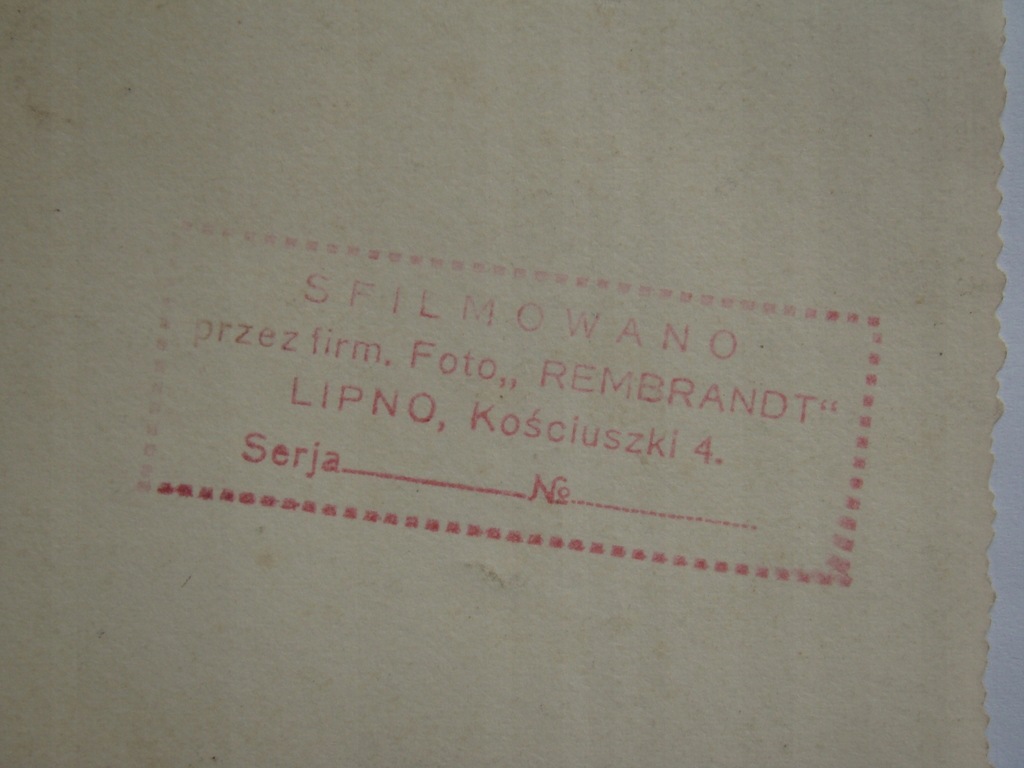 SFILMOWANO
przez firm. Foto„ REMBRANDT“
LIPNO, Kościuszki 4.
Serja №